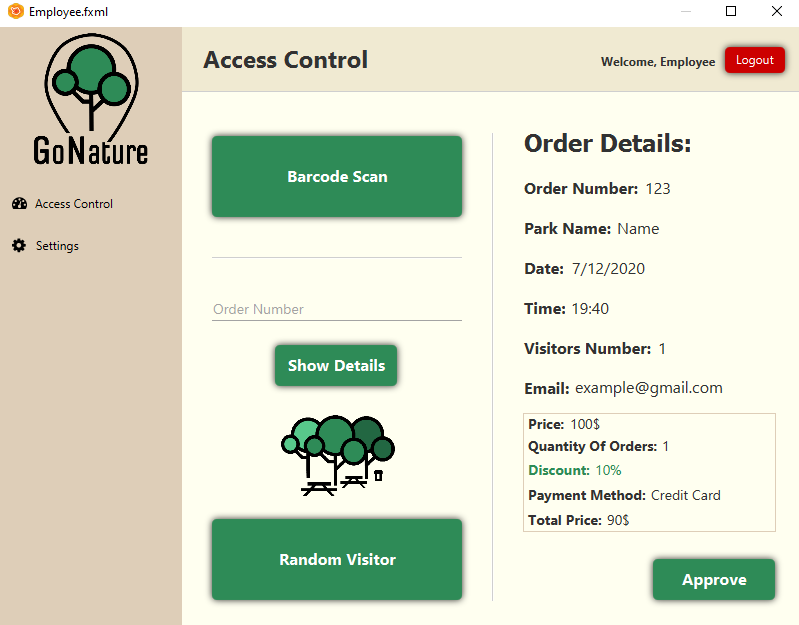 Employee.fxml
GoNature
Access Control
Settings
Access Control
Welcome, Employee
Logout
Barcode Scan
Order Number
Show Details
Random Visitor
Order Details:
Order Number: 123
Park Name: Name
Date: 7/12/2020
Time: 19:40
Visitors Number: 1
Email: example@gmail.com
Price: 100$
Quantity Of Orders: 1
Discount: 10%
Payment Method: Credit Card
Total Price: 90$
Approve